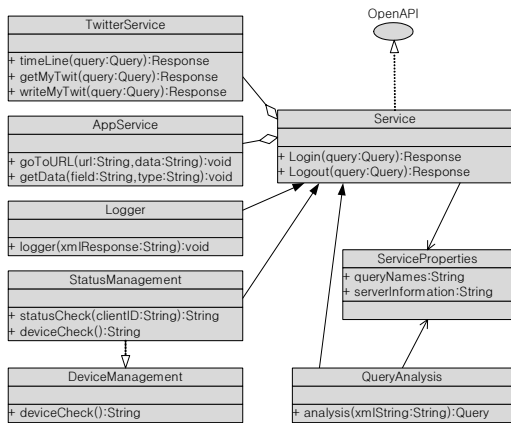 OpenAPI
TwitterService
+ timeLine(query:Query):Response
+ getMyTwit(query:Query):Response
+ writeMyTwit(query:Query):Response
AppService
+ goToURL(url:String,data:String):void
+ getData(field:String,type:String):void
Service
+ Login(query:Query):Response
+ Logout(query:Query):Response
Logger
+ logger(xmlResponse:String):void
StatusManagement
+ statusCheck(clientID:String):String
+ deviceCheck():String
ServiceProperties
+ queryNames:String
+ serverInformation:String
DeviceManagement
+ deviceCheck():String
QueryAnalysis
+ analysis(xmlString:String):Query